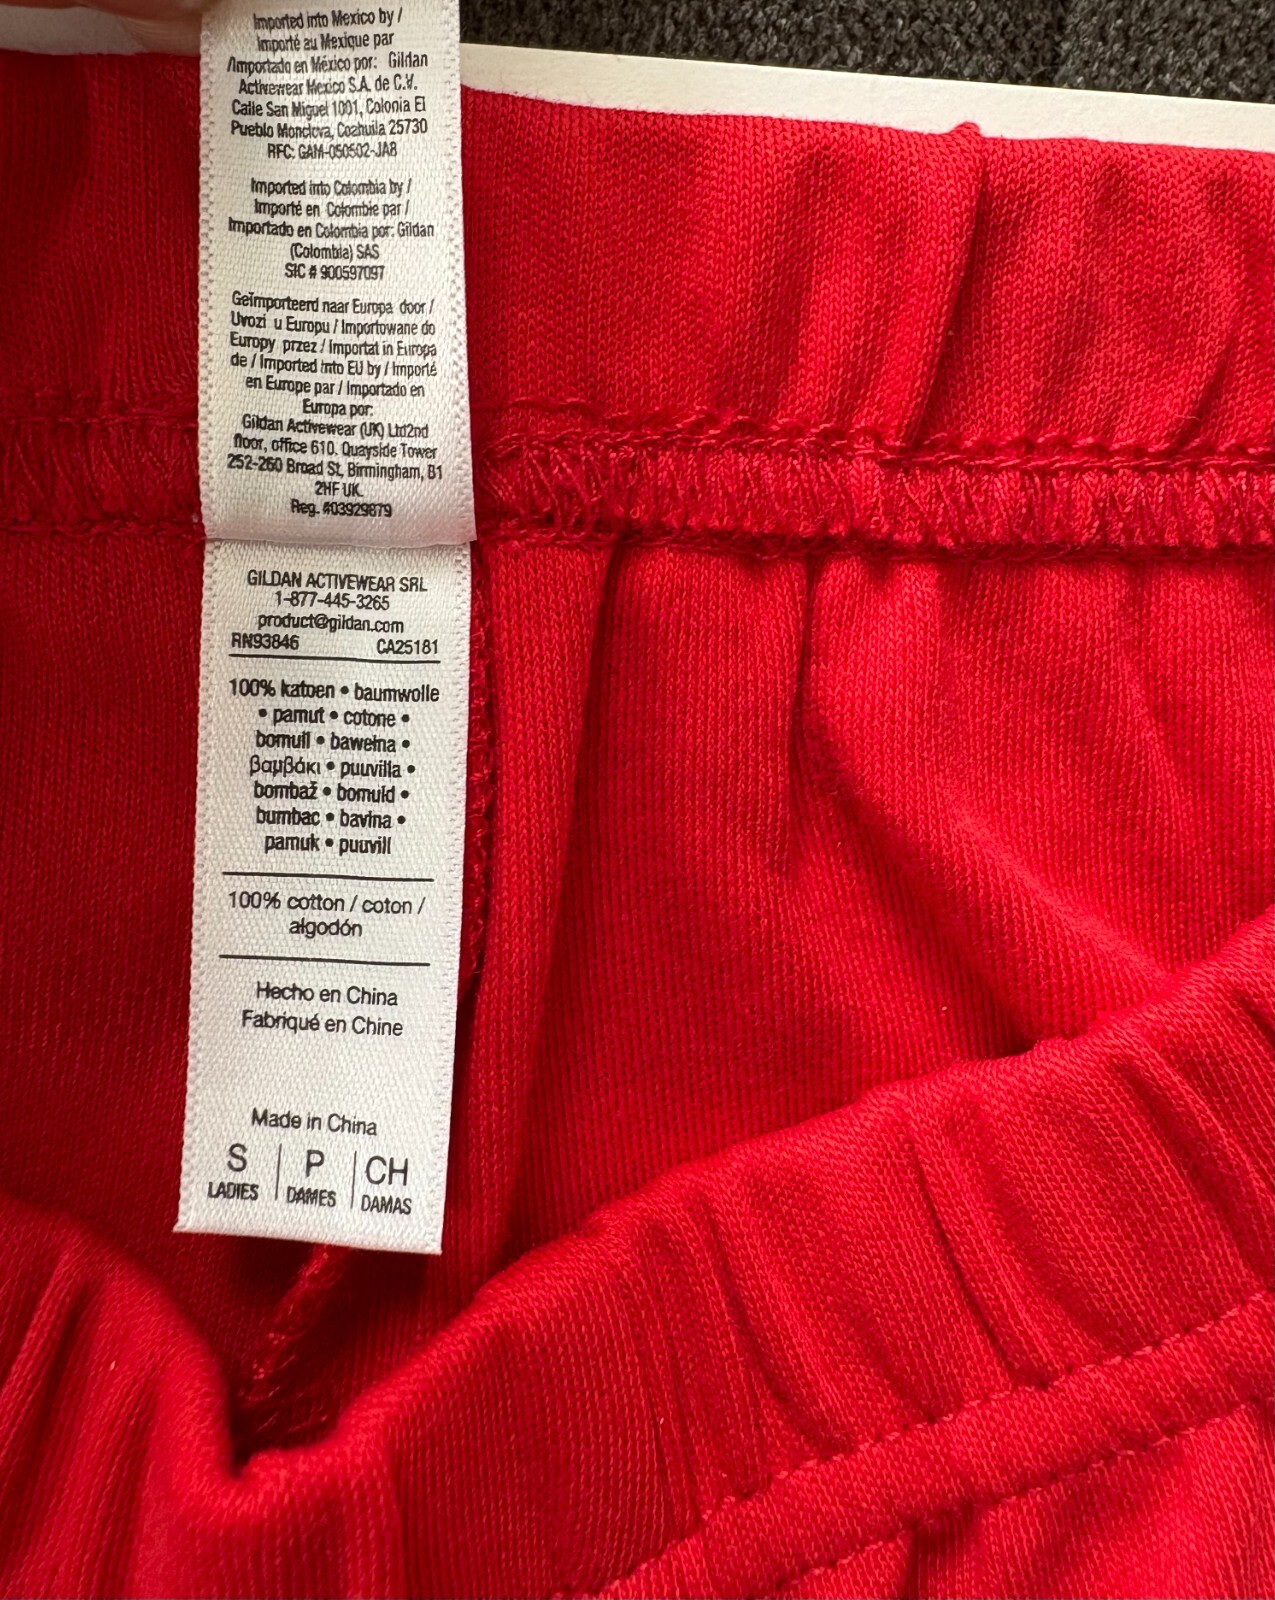 Imported into Mexico by /
Importé au Mexique par
/Importado en México por: Gildan
Activewear Mexico S.A. de C.V.
Calle San Miguel 1001, Colonia El
Pueblo Monclova, Coahuila 25730
RFC: GAM-050502-JA8
Imported into Colombia by /
Importé en Colombie par /
Importado en Colombia por: Gildan
(Colombia) SAS
SIC # 900597097
Geïmporteerd naar Europa door /
Uvozi u Europu / Importowane do
Europy przez / Importat in Europa
de / Imported into EU by / Importé
en Europe par / Importado en
Europa por:
Gildan Activewear (UK) Ltd2nd
floor, office 610. Quayside Tower
252-260 Broad St, Birmingham, B1
2HF UK.
Reg. #03929879
GILDAN ACTIVEWEAR SRL
1-877-445-3265
product@gildan.com
RN93846 CA25181
100% katoen • baumwolle
• pamut • cotone •
bomull • bawełna •
βαμβάκι • puuvilla •
bombaž • bomuld •
bumbac • bavlna •
pamuk • puuvill
100% cotton / coton /
algodón
Hecho en China
Fabriqué en Chine
Made in China
S | P | CH
LADIES | DAMES | DAMAS